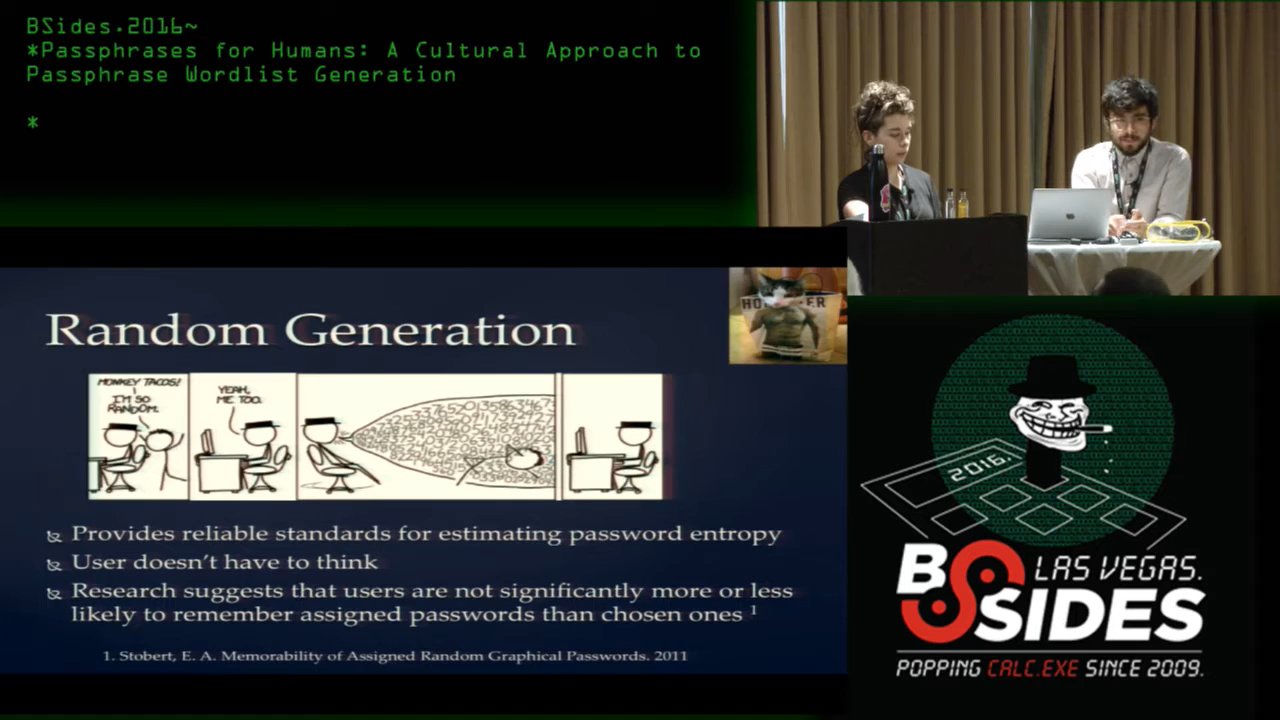 BSides.2016~
*Passphrases for Humans: A Cultural Approach to
Passphrase Wordlist Generation
*
Random Generation
MONKEY TACOS!
I'M SO
RANDOM.
YEAH,
ME TOO.
Provides reliable standards for estimating password entropy
User doesn't have to think
Research suggests that users are not significantly more or less
likely to remember assigned passwords than chosen ones 1
1. Stobert, E. A. Memorability of Assigned Random Graphical Passwords. 2011
2016.
BSIDES
LAS VEGAS.
POPPING CALC.EXE SINCE 2009.